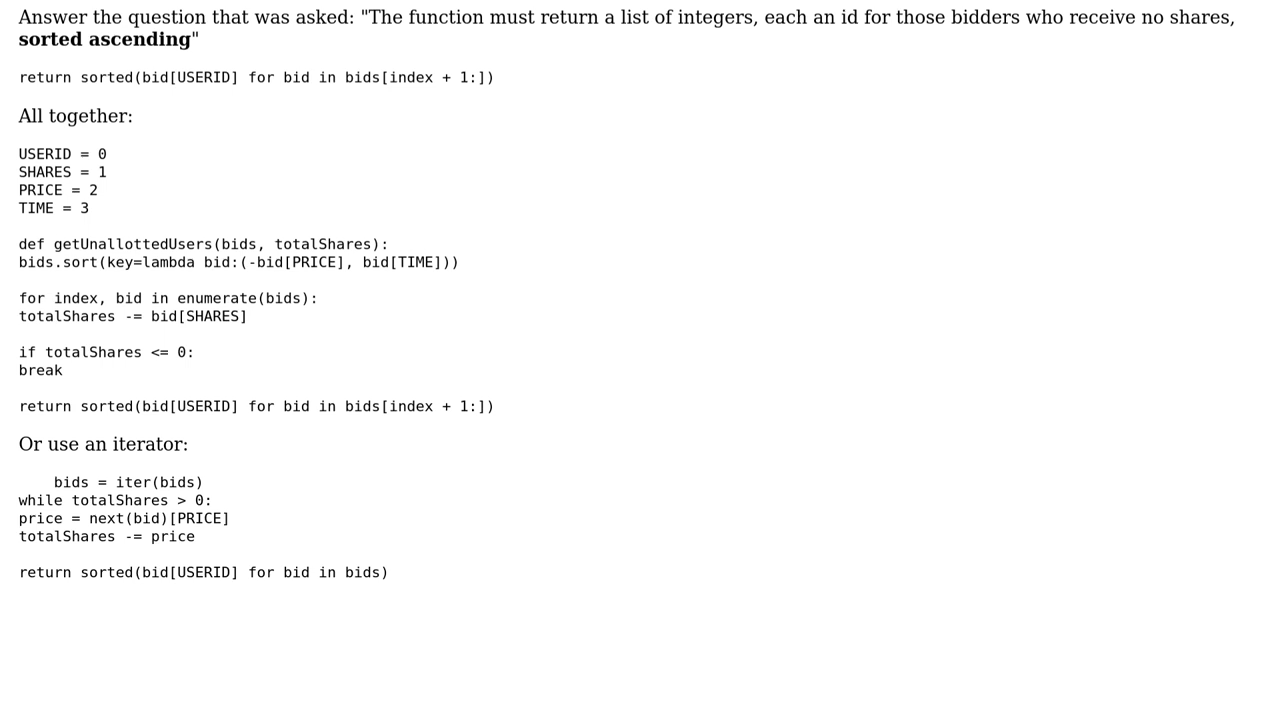 Answer the question that was asked: "The function must return a list of integers, each an id for those bidders who receive no shares,
sorted ascending"
return sorted(bid[USERID] for bid in bids[index + 1:])
All together:
USERID = 0
SHARES = 1
PRICE = 2
TIME = 3
def getUnallottedUsers(bids, totalShares):
bids.sort(key=lambda bid:(-bid[PRICE], bid[TIME]))
for index, bid in enumerate(bids):
totalShares -= bid[SHARES]
if totalShares <= 0:
break
return sorted(bid[USERID] for bid in bids[index + 1:])
Or use an iterator:
    bids = iter(bids)
while totalShares > 0:
price = next(bid)[PRICE]
totalShares -= price
return sorted(bid[USERID] for bid in bids)